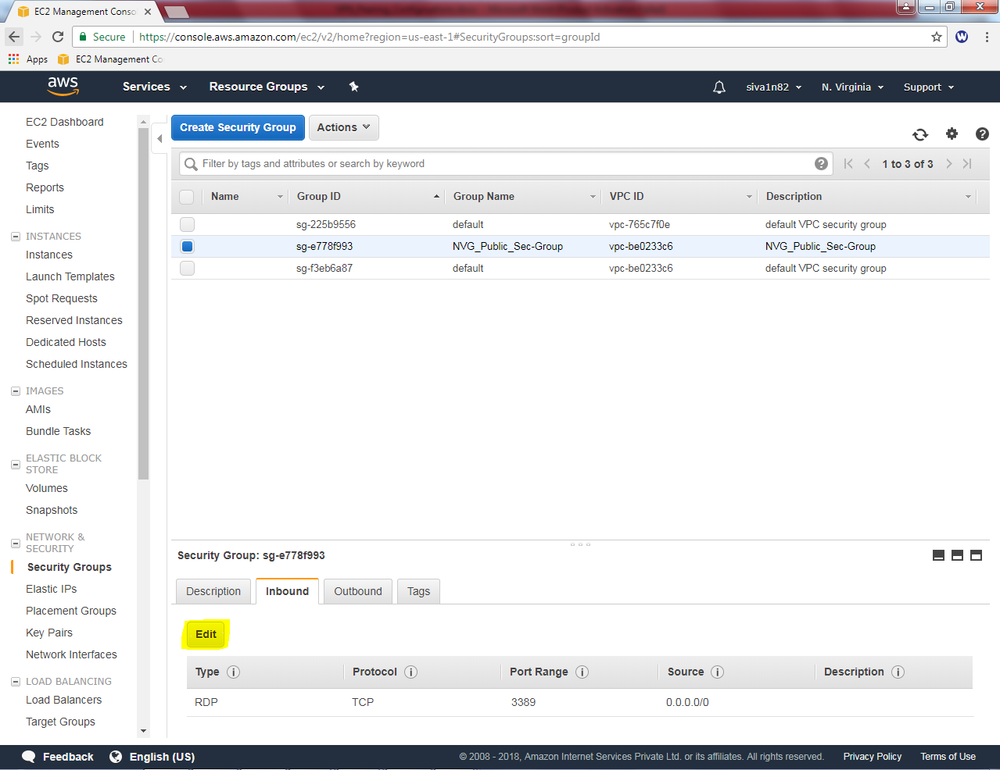 EC2 Management Conso
Secure https://console.aws.amazon.com/ec2/v2/home?region=us-east-1#SecurityGroups:sort=groupId
Apps EC2 Management Co
aws Services Resource Groups siva1n82 N. Virginia Support
EC2 Dashboard
Events
Tags
Reports
Limits
INSTANCES
Instances
Launch Templates
Spot Requests
Reserved Instances
Dedicated Hosts
Scheduled Instances
IMAGES
AMIs
Bundle Tasks
ELASTIC BLOCK
STORE
Volumes
Snapshots
NETWORK &
SECURITY
Security Groups
Elastic IPs
Placement Groups
Key Pairs
Network Interfaces
LOAD BALANCING
Load Balancers
Target Groups
Create Security Group Actions
Filter by tags and attributes or search by keyword 1 to 3 of 3
Name Group ID Group Name VPC ID Description
sg-225b9556 default vpc-765c7f0e default VPC security group
sg-e778f993 NVG_Public_Sec-Group vpc-be0233c6 NVG_Public_Sec-Group
sg-f3eb6a87 default vpc-be0233c6 default VPC security group
Security Group: sg-e778f993
Description Inbound Outbound Tags
Edit
Type Protocol Port Range Source Description
RDP TCP 3389 0.0.0.0/0
Feedback English (US) © 2008 - 2018, Amazon Internet Services Private Ltd. or its affiliates. All rights reserved. Privacy Policy Terms of Use